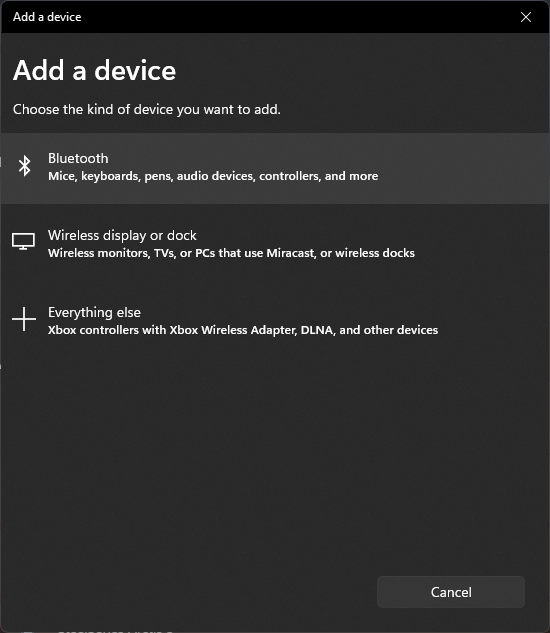 Add a device
Add a device
Choose the kind of device you want to add.
Bluetooth
Mice, keyboards, pens, audio devices, controllers, and more
Wireless display or dock
Wireless monitors, TVs, or PCs that use Miracast, or wireless docks
Everything else
Xbox controllers with Xbox Wireless Adapter, DLNA, and other devices
Cancel